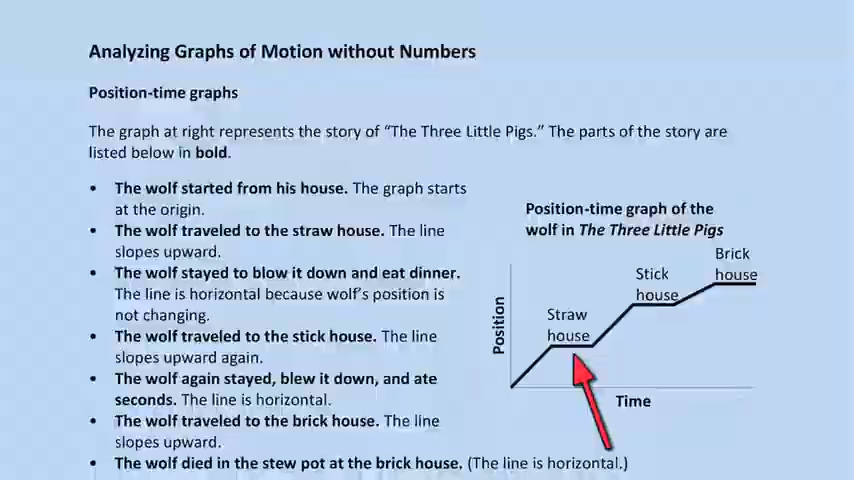 Analyzing Graphs of Motion without Numbers
Position-time graphs
The graph at right represents the story of “The Three Little Pigs.” The parts of the story are
listed below in bold.
• The wolf started from his house. The graph starts
at the origin.
• The wolf traveled to the straw house. The line
slopes upward.
• The wolf stayed to blow it down and eat dinner.
The line is horizontal because wolf’s position is
not changing.
• The wolf traveled to the stick house. The line
slopes upward again.
• The wolf again stayed, blew it down, and ate
seconds. The line is horizontal.
• The wolf traveled to the brick house. The line
slopes upward.
• The wolf died in the stew pot at the brick house. (The line is horizontal.)
Position-time graph of the
wolf in The Three Little Pigs
Brick
house
Stick
house
Straw
house
Position
Time